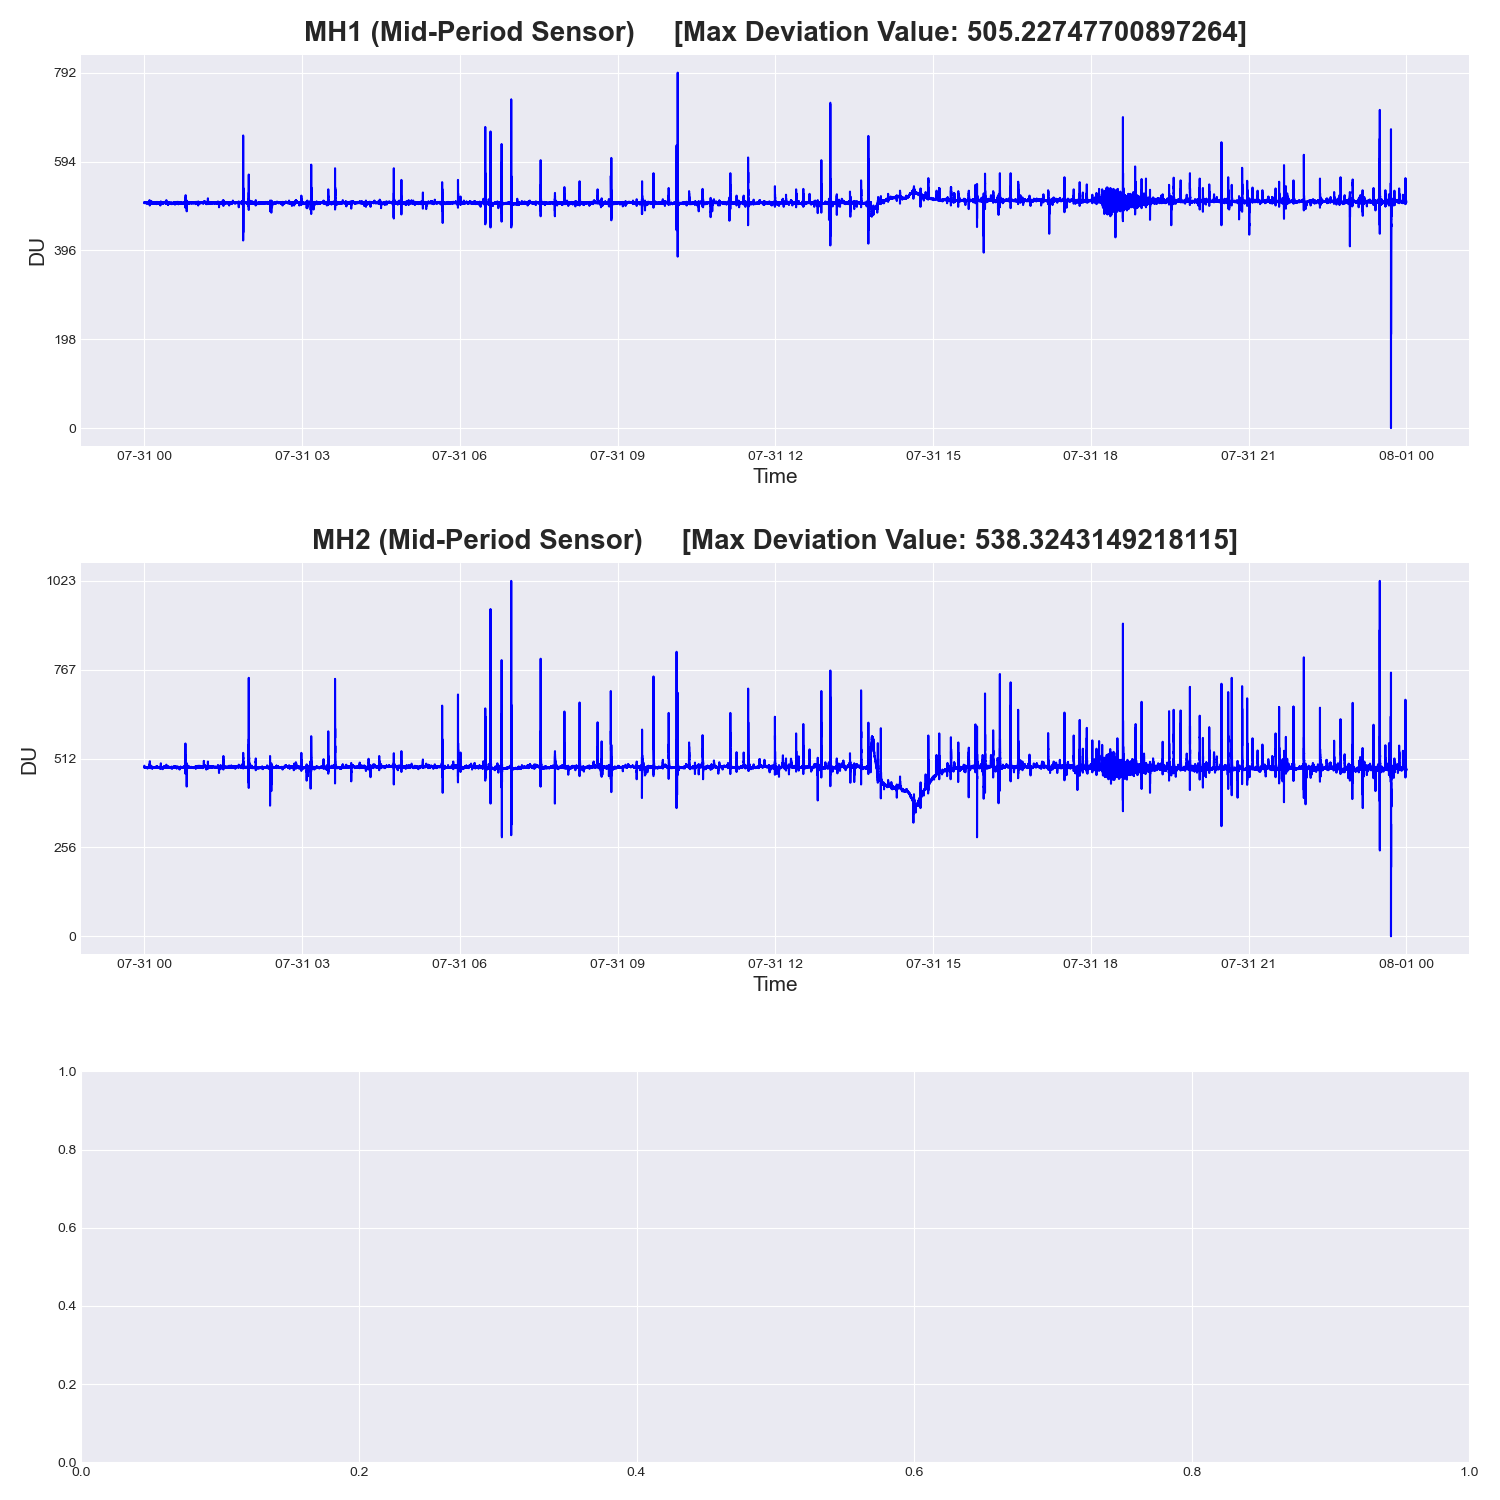 MH1 (Mid-Period Sensor) [Max Deviation Value: 505.22747700897264]
792
594
396
198
0
DU
07-31 00 07-31 03 07-31 06 07-31 09 07-31 12 07-31 15 07-31 18 07-31 21 08-01 00
Time
MH2 (Mid-Period Sensor) [Max Deviation Value: 538.3243149218115]
1023
767
512
256
0
DU
07-31 00 07-31 03 07-31 06 07-31 09 07-31 12 07-31 15 07-31 18 07-31 21 08-01 00
Time
1.0
0.8
0.6
0.4
0.2
0.0
0.0 0.2 0.4 0.6 0.8 1.0